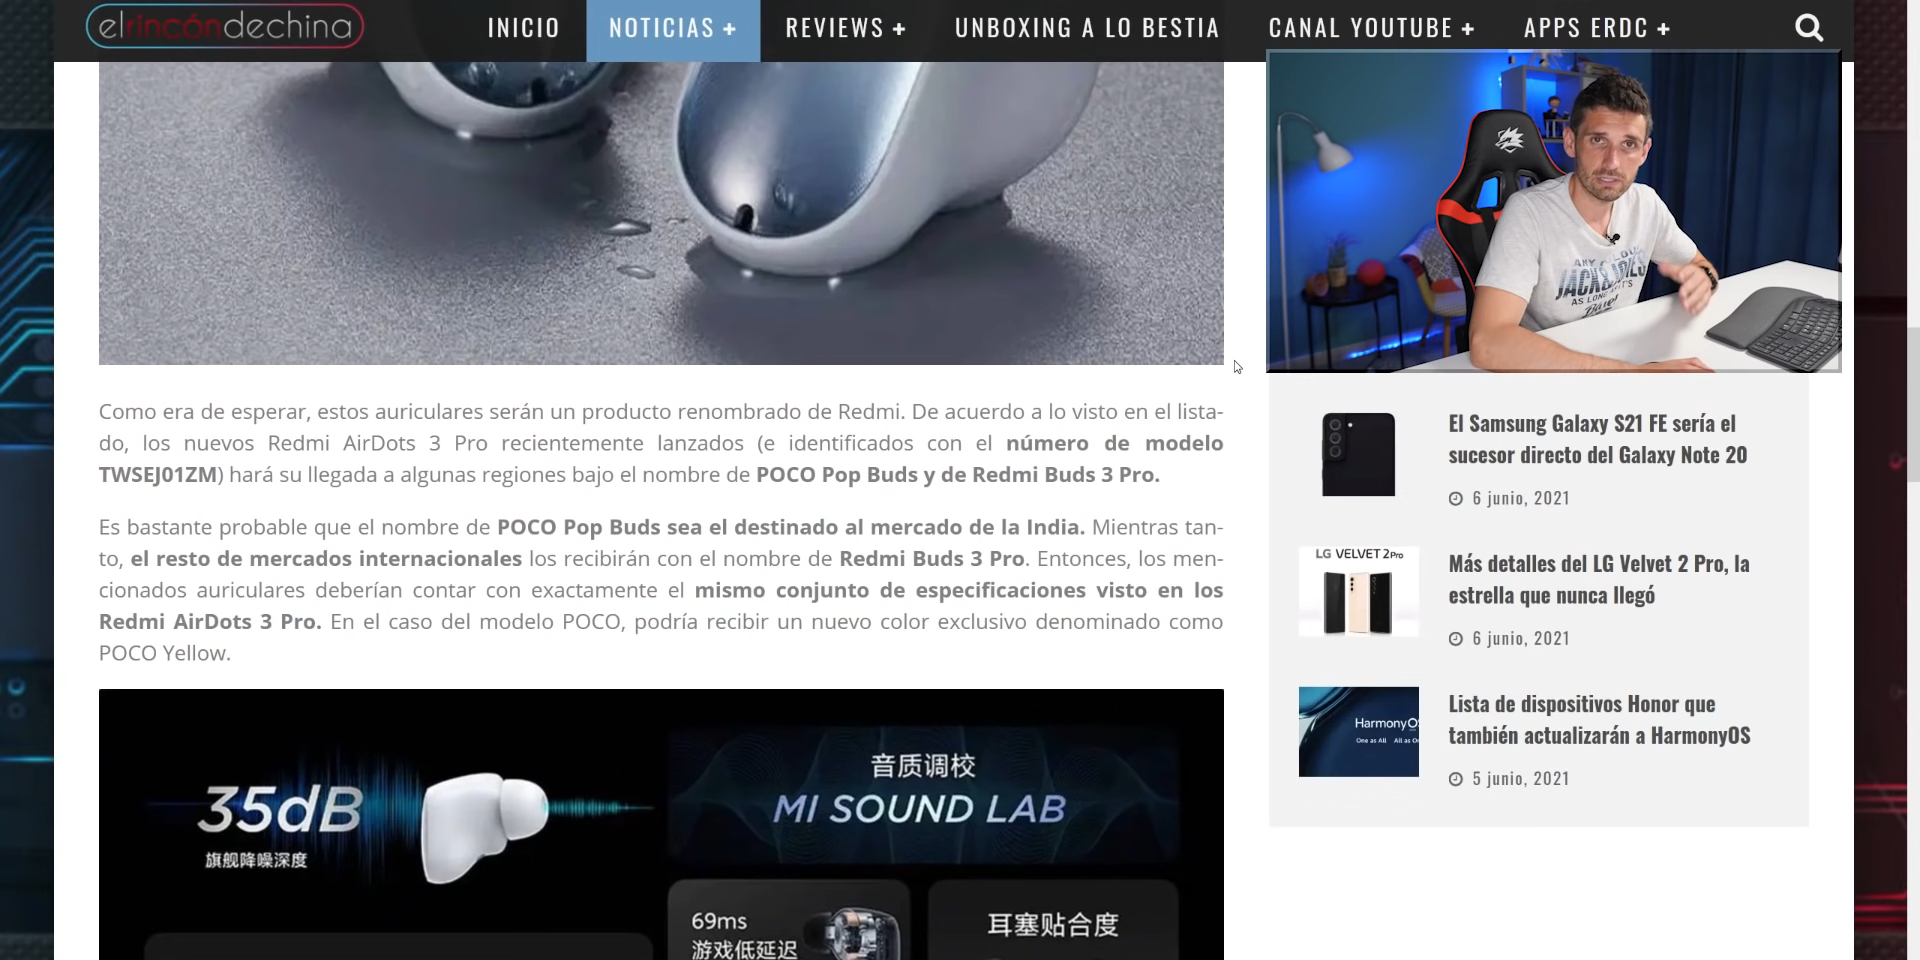 elrincóndechina
INICIO
NOTICIAS +
REVIEWS +
UNBOXING A LO BESTIA
CANAL YOUTUBE +
APPS ERDC +
Como era de esperar, estos auriculares serán un producto renombrado de Redmi. De acuerdo a lo visto en el lista-
do, los nuevos Redmi AirDots 3 Pro recientemente lanzados (e identificados con el número de modelo
TWSEJ01ZM) hará su llegada a algunas regiones bajo el nombre de POCO Pop Buds y de Redmi Buds 3 Pro.
Es bastante probable que el nombre de POCO Pop Buds sea el destinado al mercado de la India. Mientras tan-
to, el resto de mercados internacionales los recibirán con el nombre de Redmi Buds 3 Pro. Entonces, los men-
cionados auriculares deberían contar con exactamente el mismo conjunto de especificaciones visto en los
Redmi AirDots 3 Pro. En el caso del modelo POCO, podría recibir un nuevo color exclusivo denominado como
POCO Yellow.
35dB
旗舰降噪深度
音质调校
MI SOUND LAB
69ms
游戏低延迟
耳塞贴合度
JACK & JONES
AS LONG
El Samsung Galaxy S21 FE sería el
sucesor directo del Galaxy Note 20
6 junio, 2021
LG VELVET 2 Pro
Más detalles del LG Velvet 2 Pro, la
estrella que nunca llegó
6 junio, 2021
HarmonyO
One as All All as On
Lista de dispositivos Honor que
también actualizarán a HarmonyOS
5 junio, 2021